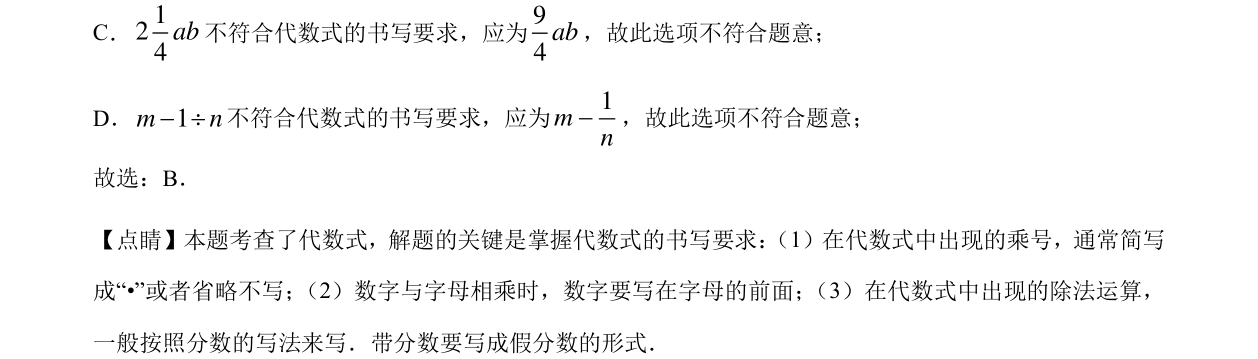 C．$2\frac{1}{4}ab$不符合代数式的书写要求，应为$\frac{9}{4}ab$，故此选项不符合题意；
D．$m-1\div n$不符合代数式的书写要求，应为$m-\frac{1}{n}$，故此选项不符合题意；
故选：B．
【点睛】本题考查了代数式，解题的关键是掌握代数式的书写要求：（1）在代数式中出现的乘号，通常简写
成“•”或者省略不写；（2）数字与字母相乘时，数字要写在字母的前面；（3）在代数式中出现的除法运算，
一般按照分数的写法来写．带分数要写成假分数的形式．